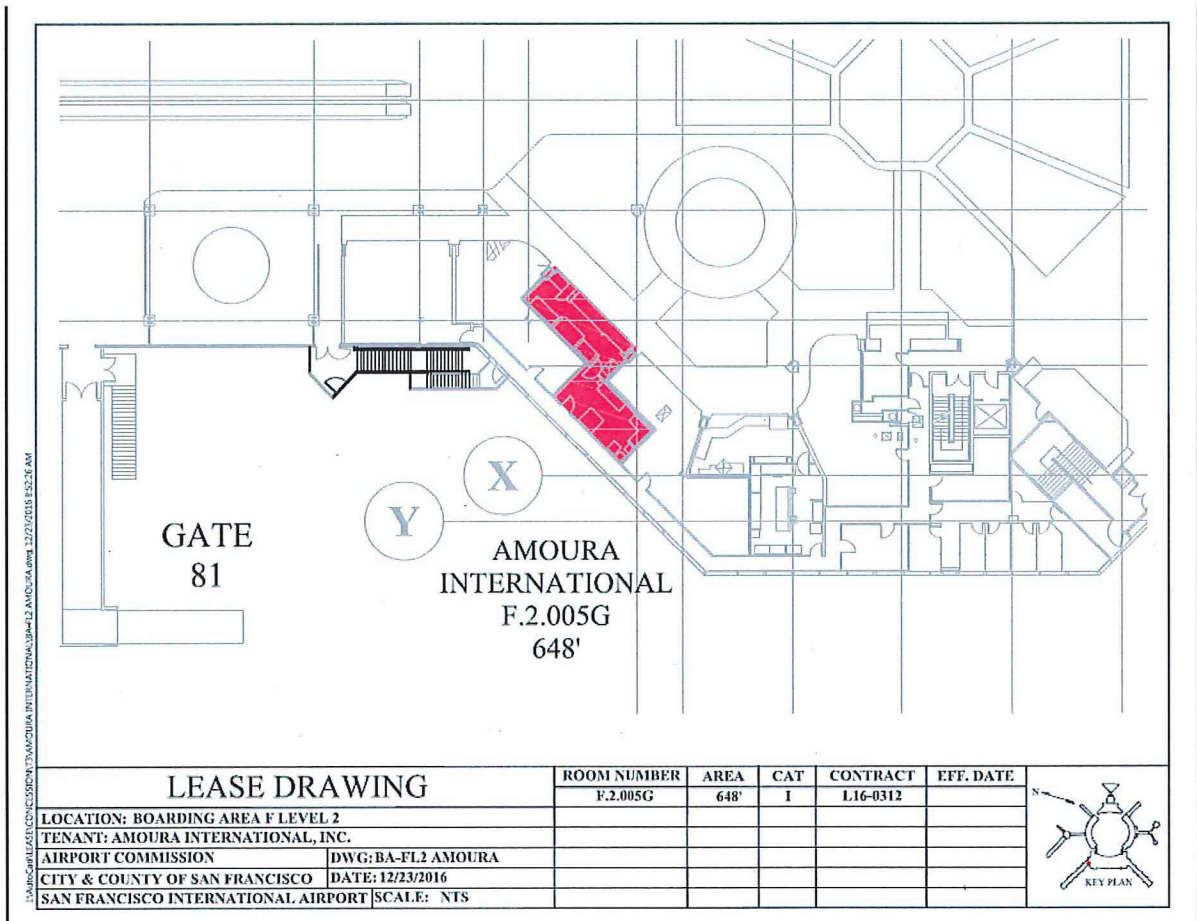 GATE
81
X
Y
AMOURA
INTERNATIONAL
F.2.005G
648'
LEASE DRAWING
ROOM NUMBER AREA CAT CONTRACT EFF. DATE
F.2.005G 648' I L16-0312
LOCATION: BOARDING AREA F LEVEL 2
TENANT: AMOURA INTERNATIONAL, INC.
AIRPORT COMMISSION DWG: BA-FL2 AMOURA
CITY & COUNTY OF SAN FRANCISCO DATE: 12/23/2016
SAN FRANCISCO INTERNATIONAL AIRPORT SCALE: NTS
N
KEY PLAN